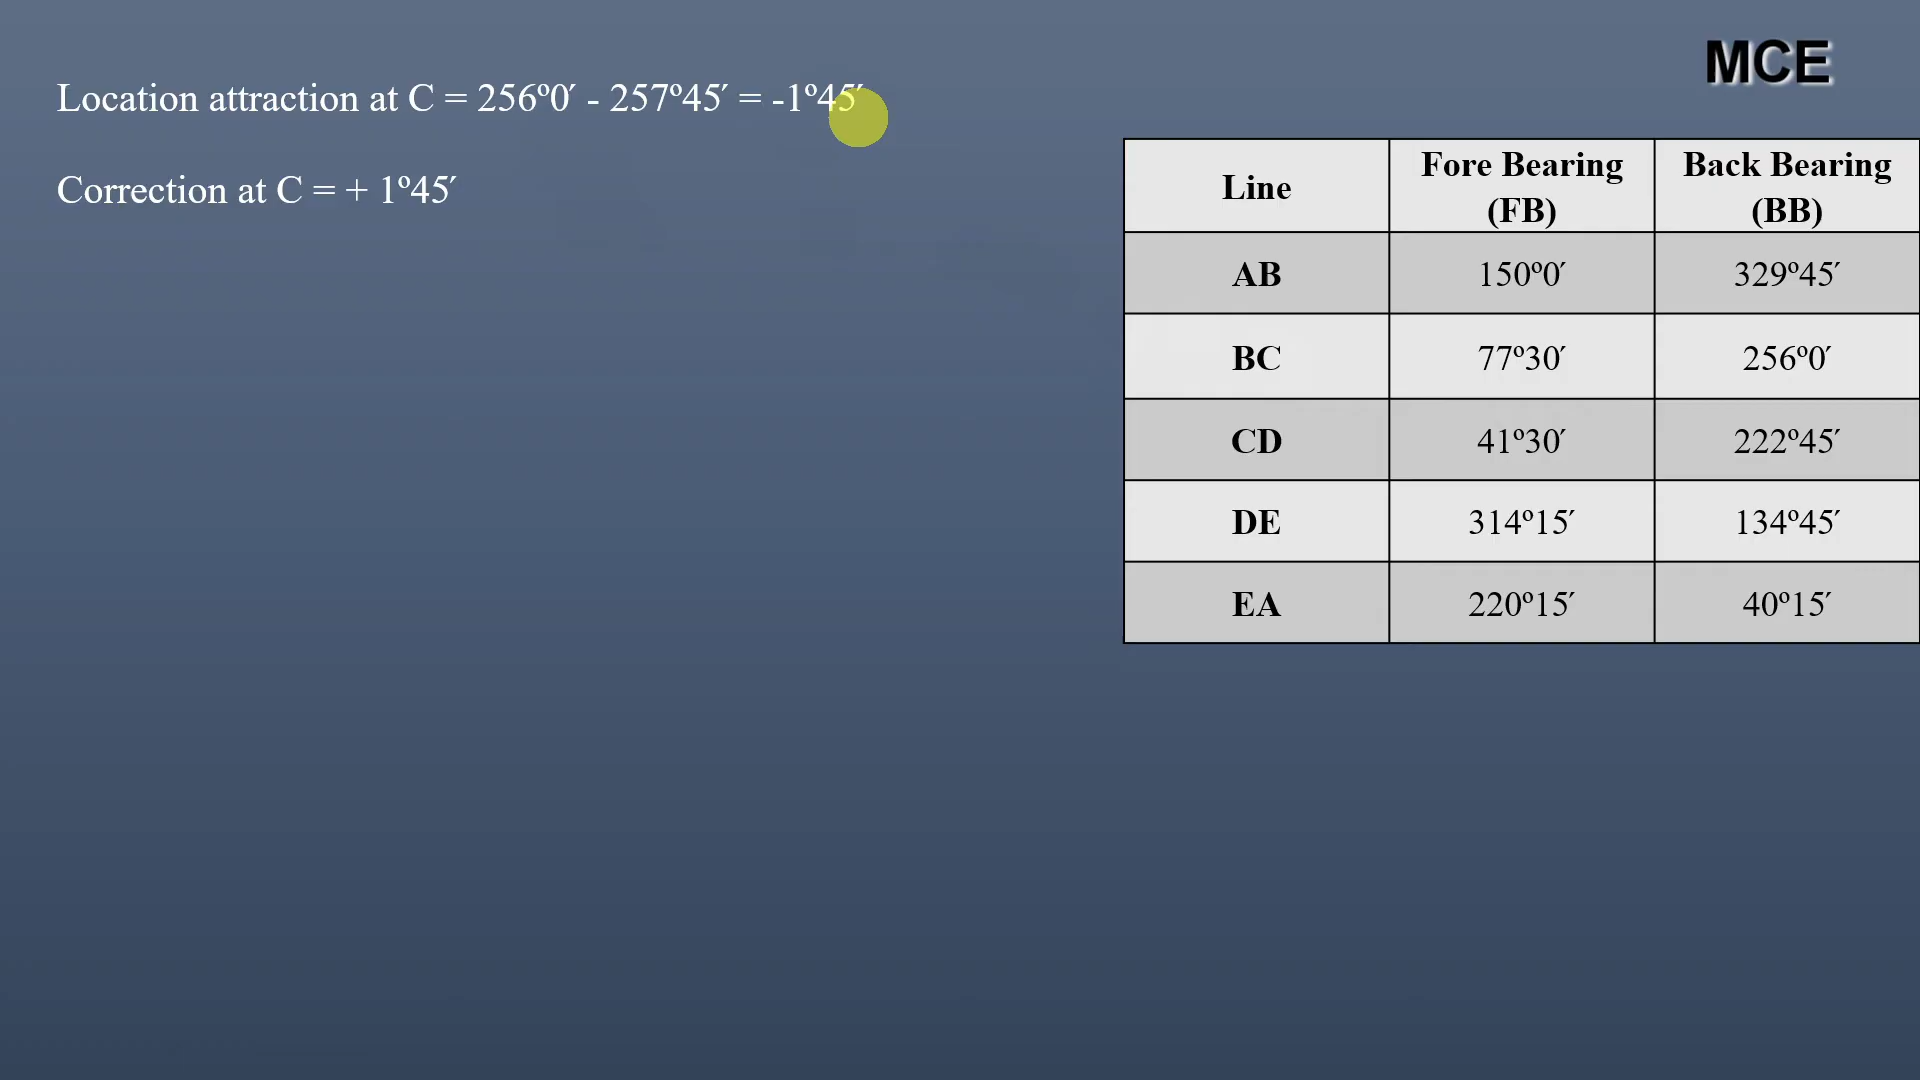 MCE
Location attraction at C = 256º0´ - 257º45´ = -1º45´
Correction at C = + 1º45´
Line Fore Bearing (FB) Back Bearing (BB)
AB 150º0´ 329º45´
BC 77º30´ 256º0´
CD 41º30´ 222º45´
DE 314º15´ 134º45´
EA 220º15´ 40º15´